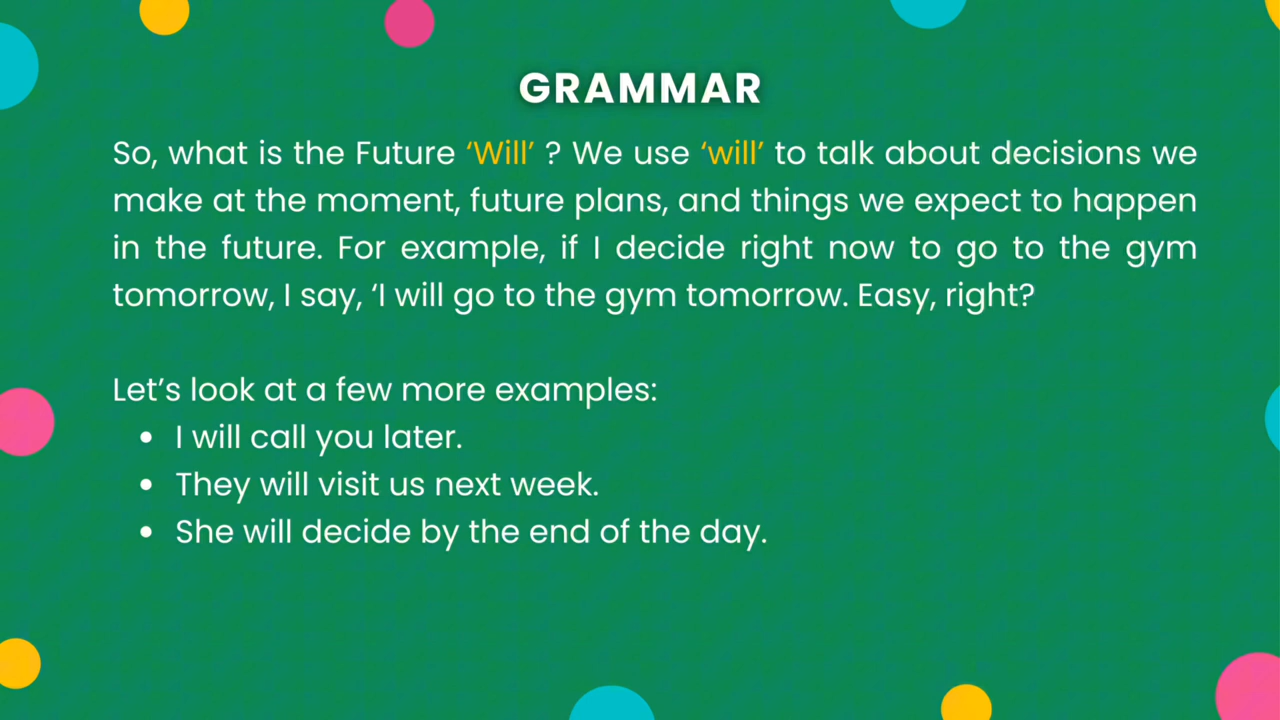 GRAMMAR
So, what is the Future ‘Will’ ? We use ‘will’ to talk about decisions we
make at the moment, future plans, and things we expect to happen
in the future. For example, if I decide right now to go to the gym
tomorrow, I say, ‘I will go to the gym tomorrow. Easy, right?
Let’s look at a few more examples:
• I will call you later.
• They will visit us next week.
• She will decide by the end of the day.